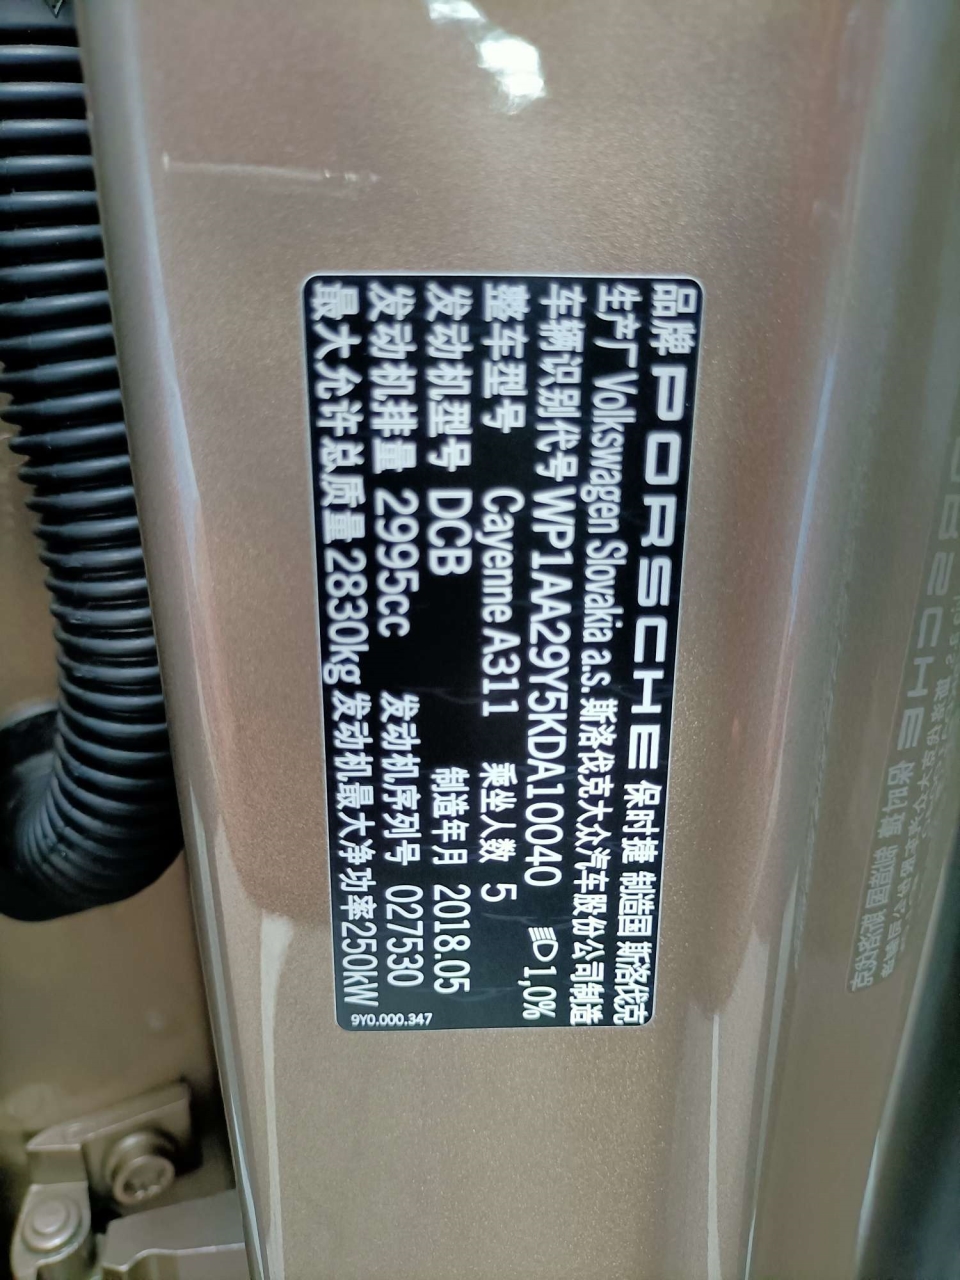 品牌 PORSCHE 保时捷 制造国 斯洛伐克
生产厂 Volkswagen Slovakia a.s. 斯洛伐克大众汽车股份公司制造
车辆识别代号 WP1AA29Y5KDA10040 1,0%
整车型号 Cayenne A311 乘坐人数 5
发动机型号 DCB 制造年月 2018.05
发动机排量 2995cc 发动机序列号 027530
最大允许总质量 2830kg 发动机最大净功率250kW
9Y0.000.347